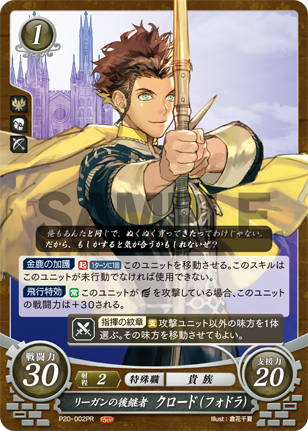 1
SAMPLE
俺もあんたと同じで、ぬくぬく育ってきたってわけじゃない。
だから、もしかすると気が合うかもしれないぜ?
金鹿の加護 起 1ターンに1回 このユニットを移動させる。このスキルは
このユニットが未行動でなければ使用できない。
飛行特効 常 このユニットが を攻撃している場合、このユニット
の戦闘力は+30される。
指揮の紋章 支 攻撃ユニット以外の味方を1体
選ぶ。その味方を移動させてもよい。
戦闘力
30
射程 2 特殊職 貴族
支援力
20
リーガンの後継者 クロード(フォドラ)
P20-002PR
Illust:倉花千夏